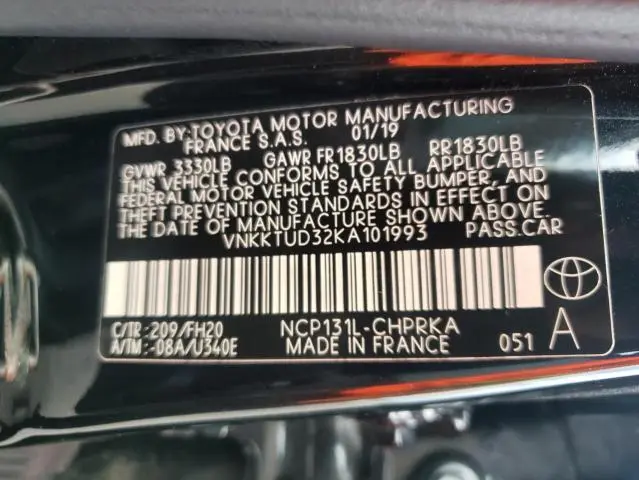 MFD. BY:TOYOTA MOTOR MANUFACTURING
FRANCE S.A.S. 01/19
GVWR 3330LB GAWR FR1830LB RR1830LB
THIS VEHICLE CONFORMS TO ALL APPLICABLE
FEDERAL MOTOR VEHICLE SAFETY BUMPER, AND
THEFT PREVENTION STANDARDS IN EFFECT ON
THE DATE OF MANUFACTURE SHOWN ABOVE.
VNKKTUD32KA101993 PASS.CAR
C/TR: 209/FH20 NCP131L-CHPRKA A
A/TM: -08A/U340E MADE IN FRANCE 051